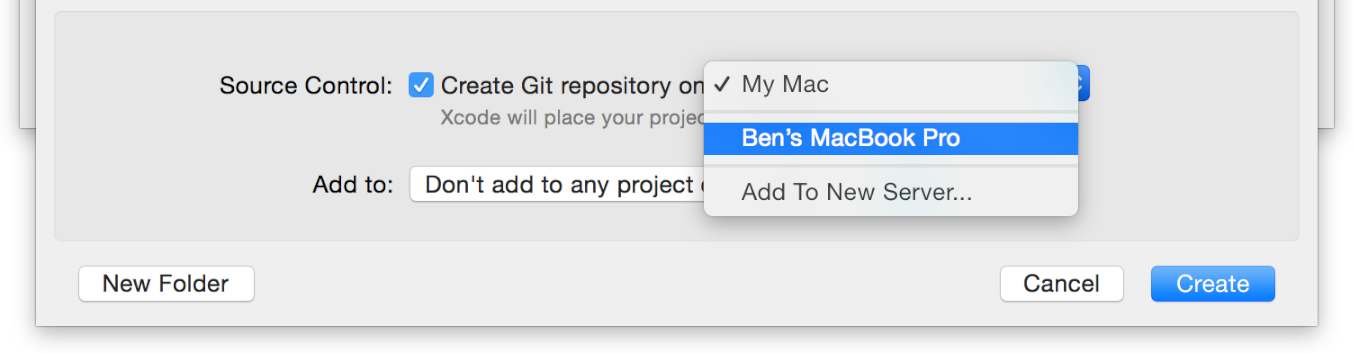 Source Control: ✓ Create Git repository on ✓ My Mac
Xcode will place your projec
Ben’s MacBook Pro
Add to: Don't add to any project
Add To New Server...
New Folder Cancel Create